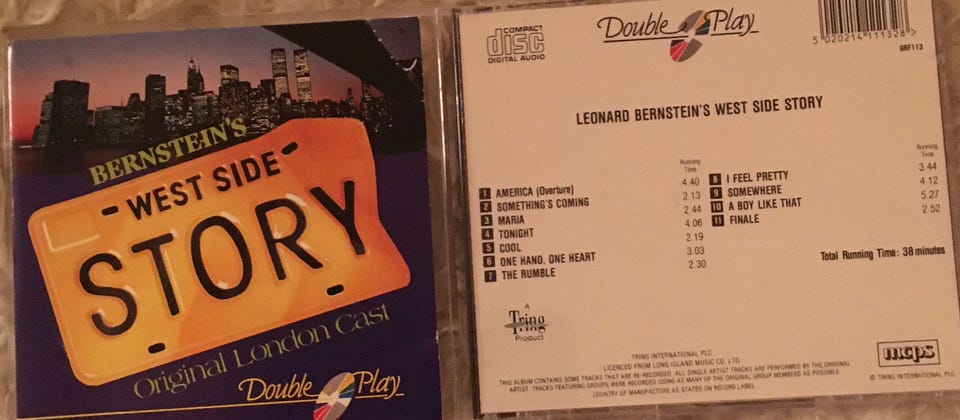 BERNSTEIN'S
WEST SIDE
STORY
Original London Cast
Double Play
COMPACT
disc
DIGITAL AUDIO
Double Play
5 020214 111328 >
GRF113
LEONARD BERNSTEIN'S WEST SIDE STORY
Running
Time
1 AMERICA (Overture) 4.40
2 SOMETHING'S COMING 2.13
3 MARIA 2.44
4 TONIGHT 4.06
5 COOL 2.19
6 ONE HAND, ONE HEART 3.03
7 THE RUMBLE 2.30
Running
Time
8 I FEEL PRETTY 3.44
9 SOMEWHERE 4.12
10 A BOY LIKE THAT 5.27
11 FINALE 2.52
Total Running Time: 38 minutes
A
Tring
Product
mcps
TRING INTERNATIONAL PLC
LICENCED FROM LONG ISLAND MUSIC CO. LTD.
THIS ALBUM CONTAINS SOME TRACKS THAT ARE RE-RECORDED. ALL SINGLE ARTIST TRACKS ARE PERFORMED BY THE ORIGINAL
ARTIST. TRACKS FEATURING GROUPS WERE RECORDED USING AS MANY OF THE ORIGINAL GROUP MEMBERS AS POSSIBLE.
COUNTRY OF MANUFACTURE AS STATED ON RECORD LABEL
© TRING INTERNATIONAL PLC